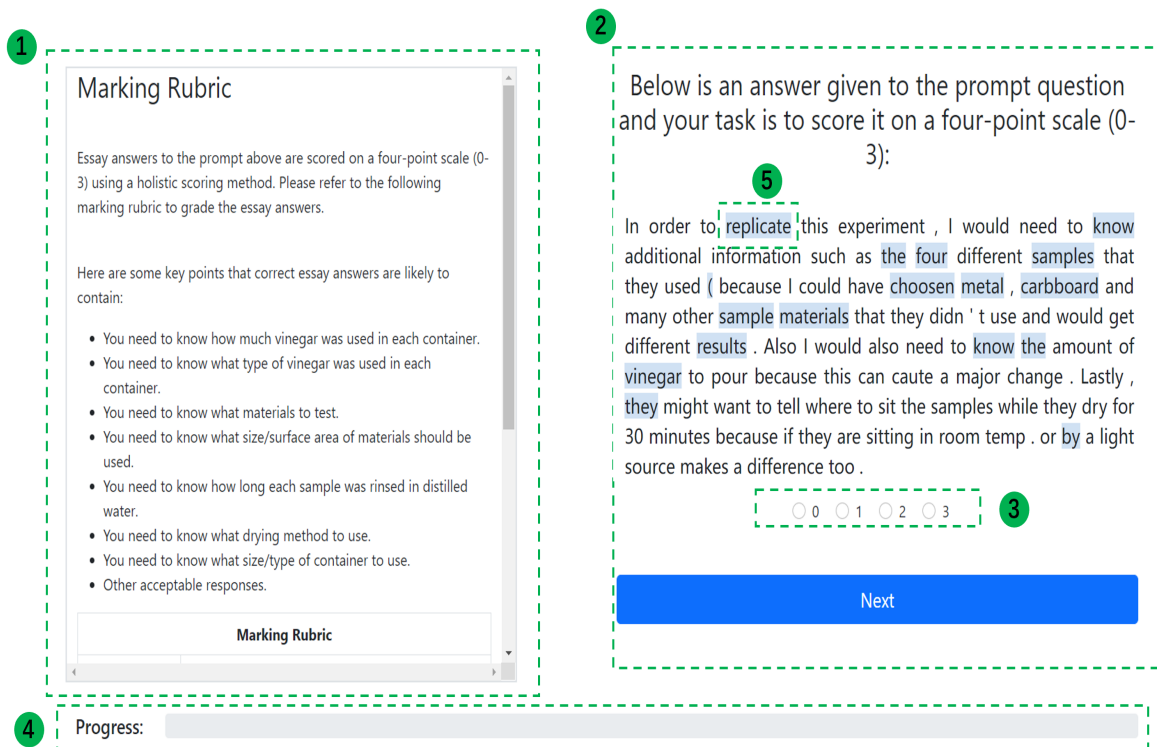 1
Marking Rubric
Essay answers to the prompt above are scored on a four-point scale (0-
3) using a holistic scoring method. Please refer to the following
marking rubric to grade the essay answers.
Here are some key points that correct essay answers are likely to
contain:
• You need to know how much vinegar was used in each container.
• You need to know what type of vinegar was used in each
container.
• You need to know what materials to test.
• You need to know what size/surface area of materials should be
used.
• You need to know how long each sample was rinsed in distilled
water.
• You need to know what drying method to use.
• You need to know what size/type of container to use.
• Other acceptable responses.
Marking Rubric
2
Below is an answer given to the prompt question
and your task is to score it on a four-point scale (0-
3):
5
In order to replicate this experiment , I would need to know
additional information such as the four different samples that
they used ( because I could have choosen metal , carbboard and
many other sample materials that they didn ' t use and would get
different results . Also I would also need to know the amount of
vinegar to pour because this can caute a major change . Lastly ,
they might want to tell where to sit the samples while they dry for
30 minutes because if they are sitting in room temp . or by a light
source makes a difference too .
0 1 2 3
3
Next
4
Progress: